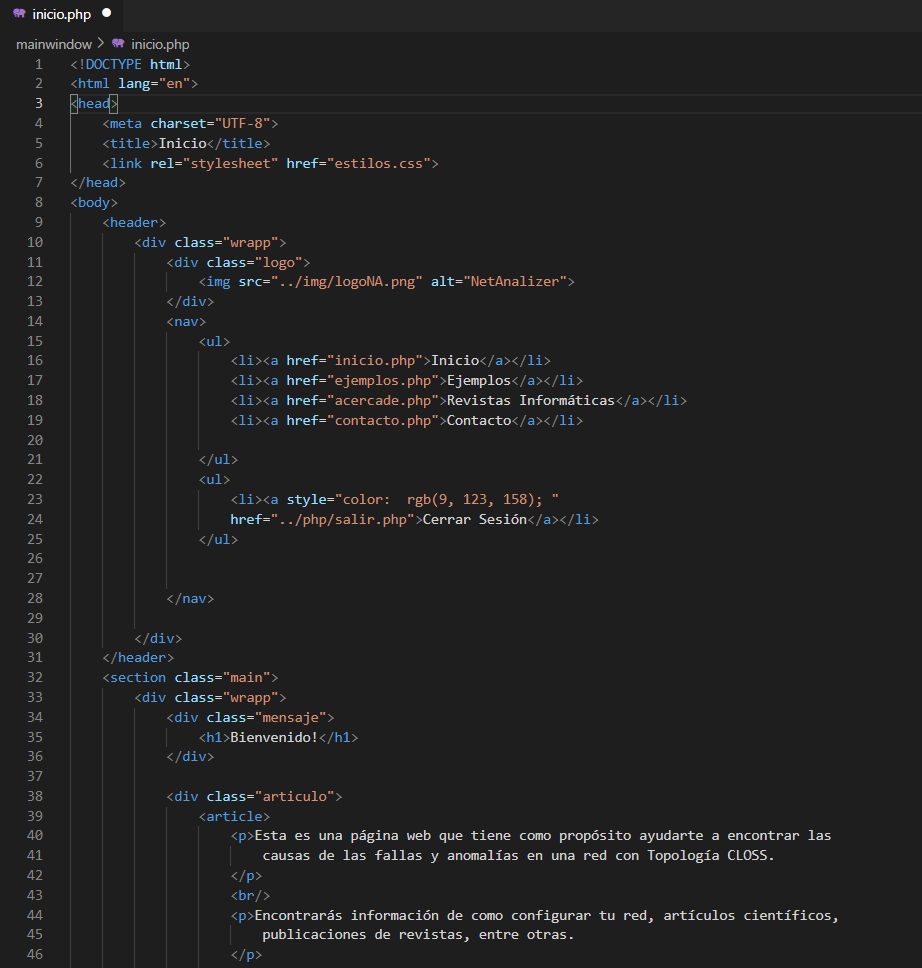 inicio.php
mainwindow > inicio.php
1 <!DOCTYPE html>
2 <html lang="en">
3 <head>
4 <meta charset="UTF-8">
5 <title>Inicio</title>
6 <link rel="stylesheet" href="estilos.css">
7 </head>
8 <body>
9 <header>
10 <div class="wrapp">
11 <div class="logo">
12 <img src="../img/logoNA.png" alt="NetAnalizer">
13 </div>
14 <nav>
15 <ul>
16 <li><a href="inicio.php">Inicio</a></li>
17 <li><a href="ejemplos.php">Ejemplos</a></li>
18 <li><a href="acercade.php">Revistas Informáticas</a></li>
19 <li><a href="contacto.php">Contacto</a></li>
20
21 </ul>
22 <ul>
23 <li><a style="color:  rgb(9, 123, 158); "
24 href="../php/salir.php">Cerrar Sesión</a></li>
25 </ul>
26
27
28 </nav>
29
30 </div>
31 </header>
32 <section class="main">
33 <div class="wrapp">
34 <div class="mensaje">
35 <h1>Bienvenido!</h1>
36 </div>
37
38 <div class="articulo">
39 <article>
40 <p>Esta es una página web que tiene como propósito ayudarte a encontrar las
41 causas de las fallas y anomalías en una red con Topología CLOSS.
42 </p>
43 <br/>
44 <p>Encontrarás información de como configurar tu red, artículos científicos,
45 publicaciones de revistas, entre otras.
46 </p>